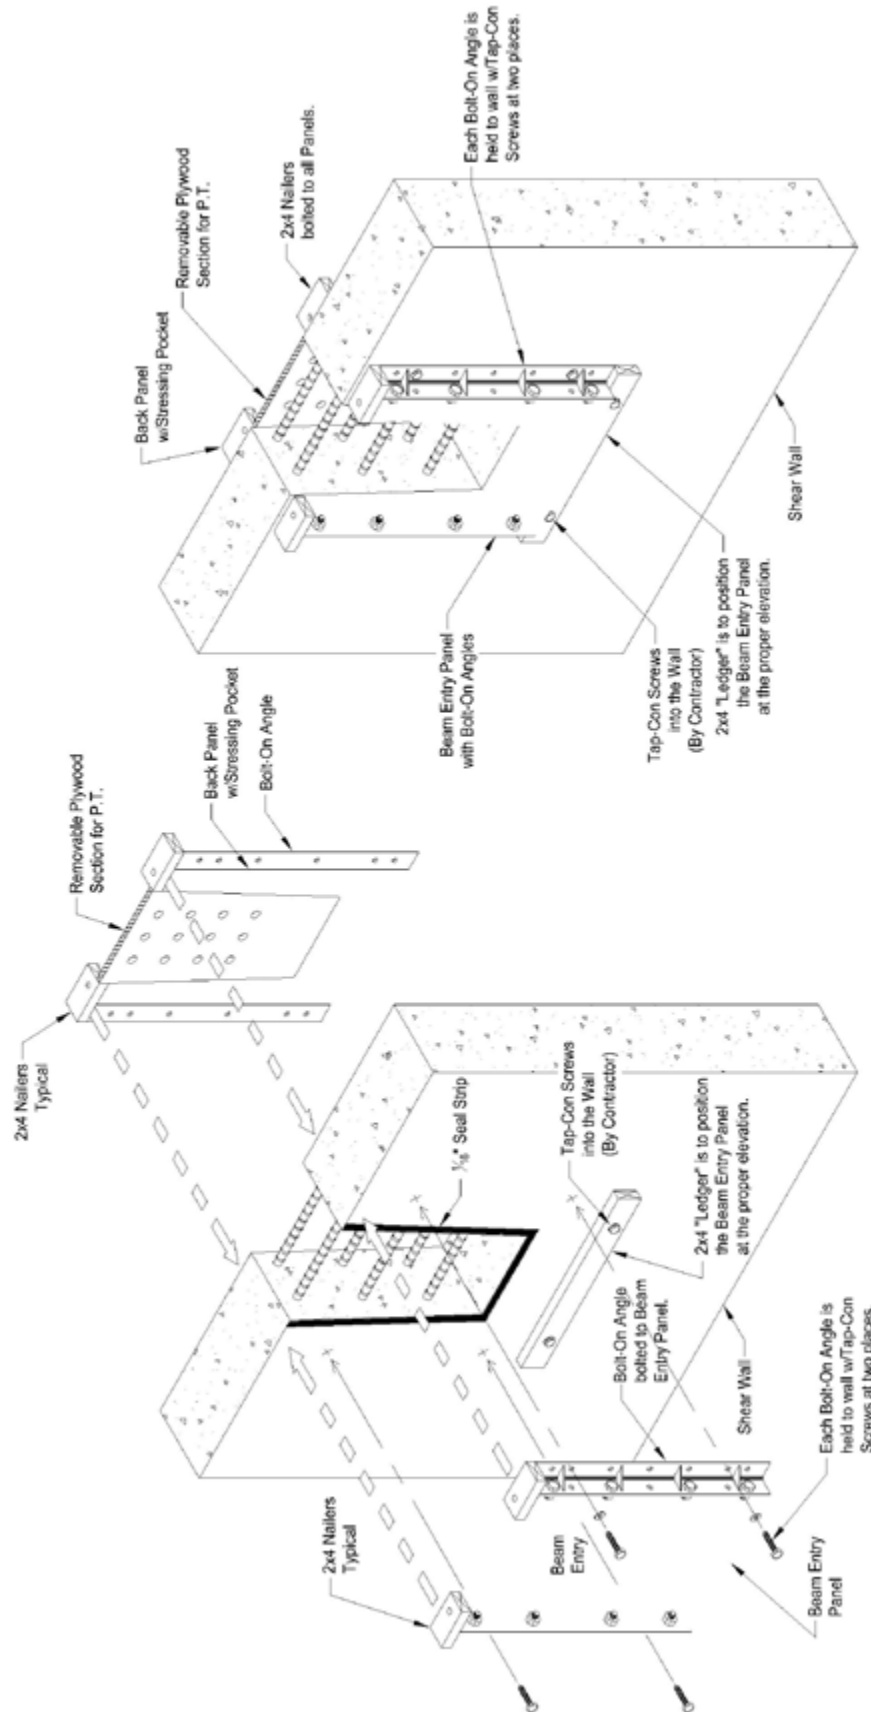 Each Bolt-On Angle is
held to wall w/Tap-Con
Screws at two places.
2x4 Nailers
bolted to all Panels.
Removable Plywood
Section for P.T.
Back Panel
w/Stressing Pocket
Shear Wall
2x4 "Ledger" is to position
the Beam Entry Panel
at the proper elevation.
Tap-Con Screws
into the Wall
(By Contractor)
Beam Entry Panel
with Bolt-On Angles
Bolt-On Angle
Back Panel
w/Stressing Pocket
Removable Plywood
Section for P.T.
2x4 Nailers
Typical
Seal Strip
Tap-Con Screws
into the Wall
(By Contractor)
2x4 "Ledger" is to position
the Beam Entry Panel
at the proper elevation.
Bolt-On Angle
bolted to Beam
Entry Panel.
Shear Wall
Each Bolt-On Angle is
held to wall w/Tap-Con
Screws at two places.
2x4 Nailers
Typical
Beam
Entry
Beam Entry
Panel